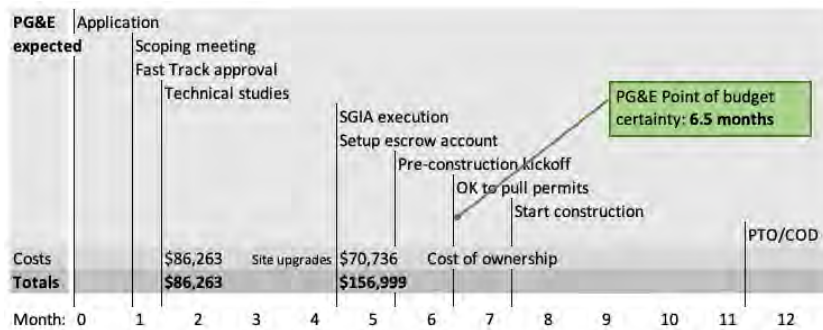 PG&E Application
expected Scoping meeting
Fast Track approval
Technical studies
SGIA execution
Setup escrow account
Pre-construction kickoff
OK to pull permits
Start construction
PG&E Point of budget
certainty: 6.5 months
PTO/COD
Costs $86,263 Site upgrades $70,736 Cost of ownership
Totals $86,263 $156,999
Month: 0 1 2 3 4 5 6 7 8 9 10 11 12